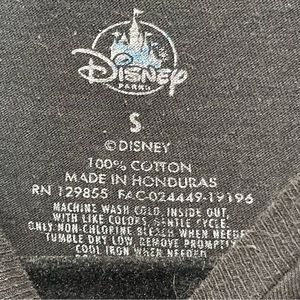 Disney
PARKS
S
©DISNEY
100% COTTON
MADE IN HONDURAS
RN 129855 FAC-024449-19196
MACHINE WASH COLD, INSIDE OUT,
WITH LIKE COLORS, GENTLE CYCLE.
ONLY NON-CHLORINE BLEACH WHEN NEEDED.
TUMBLE DRY LOW, REMOVE PROMPTLY.
COOL IRON WHEN NEEDED.